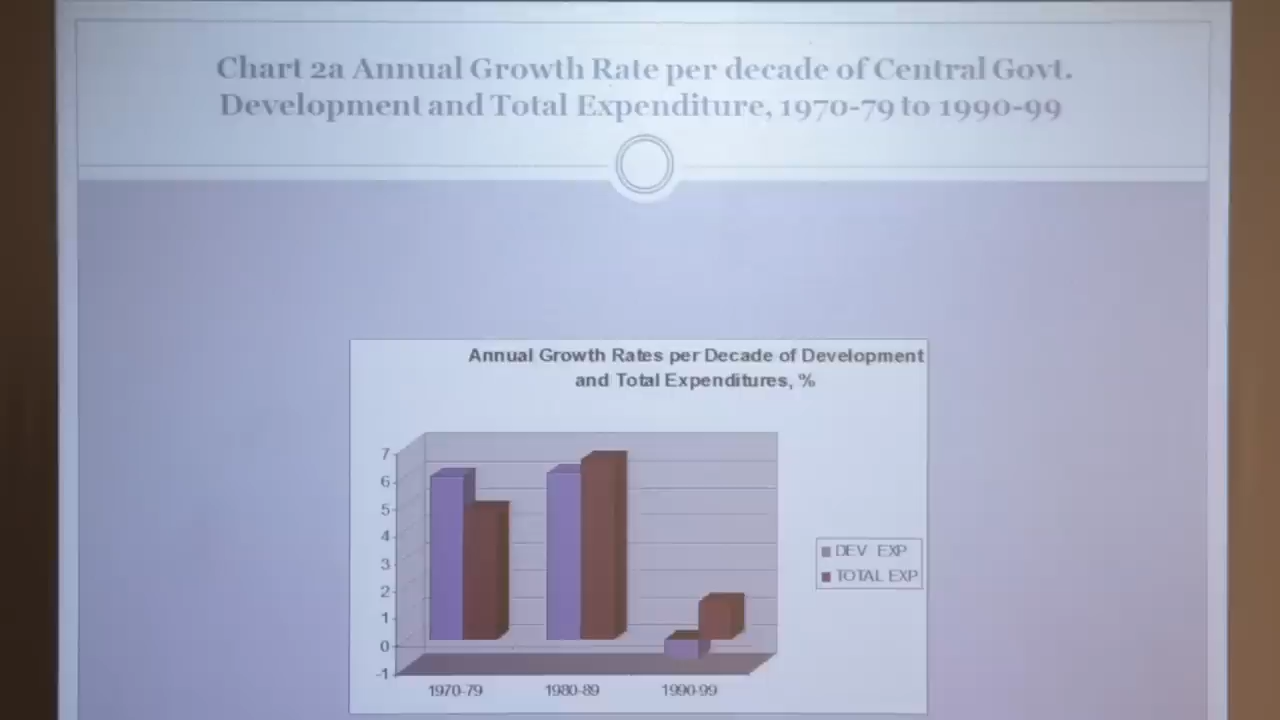 Chart 2a Annual Growth Rate per decade of Central Govt.
Development and Total Expenditure, 1970-79 to 1990-99
Annual Growth Rates per Decade of Development
and Total Expenditures, %
7
6
5
4
3
2
1
0
-1
1970-79 1980-89 1990-99
DEV EXP
TOTAL EXP